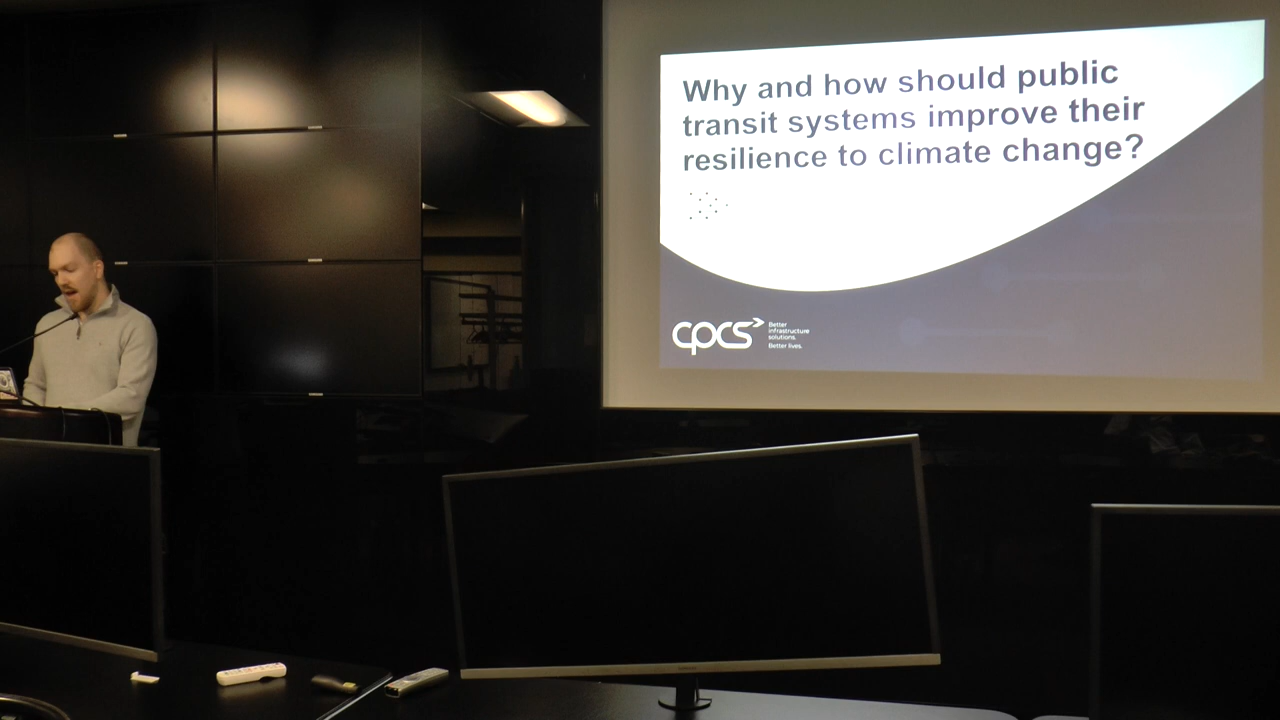 Why and how should public
transit systems improve their
resilience to climate change?
cpcs
Better
infrastructure
solutions.
Better lives.